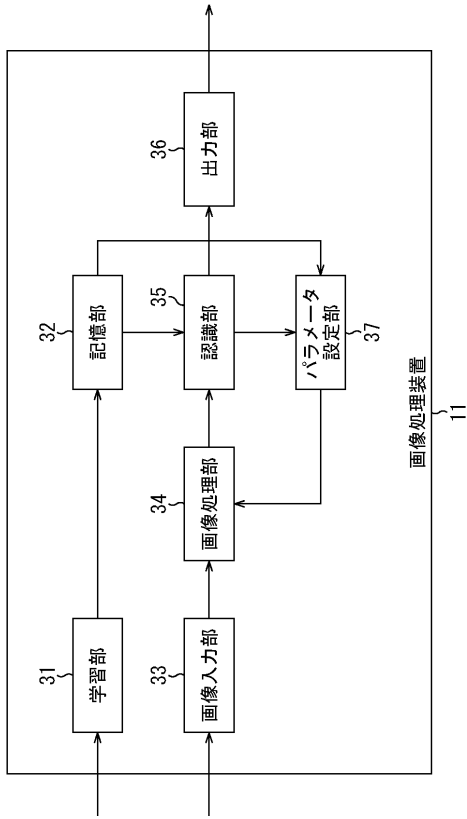 31
学習部
32
記憶部
33
画像入力部
34
画像処理部
35
認識部
36
出力部
パラメータ
設定部
37
画像処理装置
11